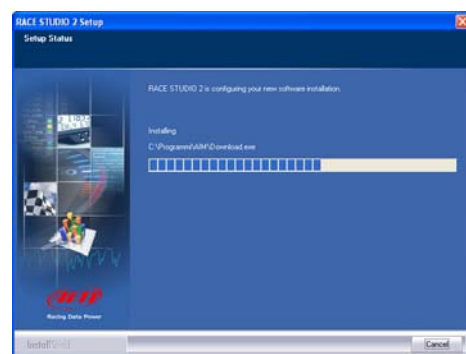 RACE STUDIO 2 Setup
Setup Status
RACE STUDIO 2 is configuring your new software installation.
Installing
C:\Programmi\AIM\Download.exe
AIM
Racing Data Power
InstallShield
Cancel